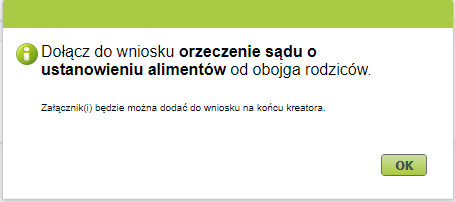 Dołącz do wniosku orzeczenie sądu o
ustanowieniu alimentów od obojga rodziców.
Załącznik(i) będzie można dodać do wniosku na końcu kreatora.
OK